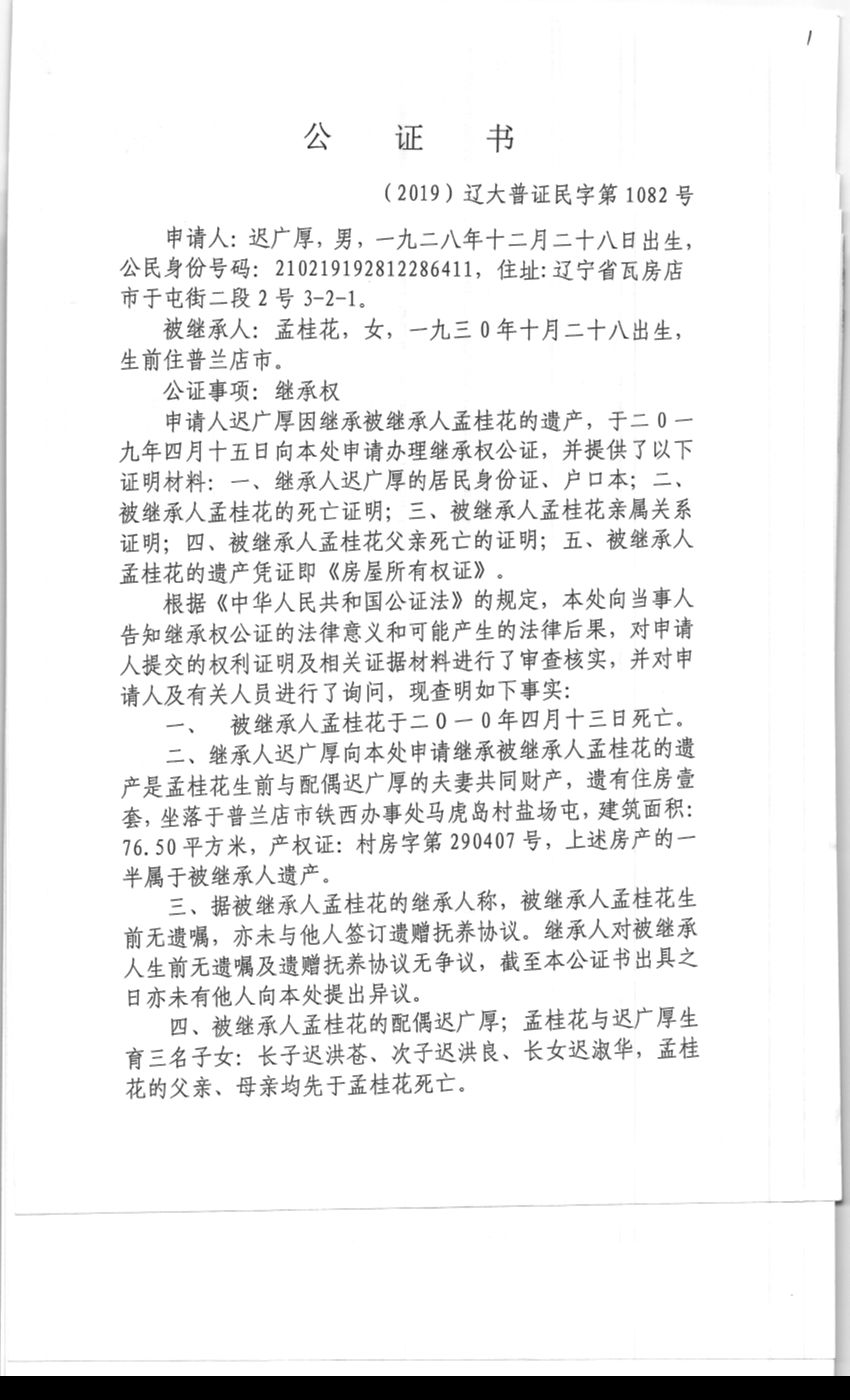 1
公 证 书
（2019）辽大普证民字第 1082 号
申请人：迟广厚，男，一九二八年十二月二十八日出生，
公民身份号码：210219192812286411，住址：辽宁省瓦房店
市于屯街二段 2 号 3-2-1。
被继承人：孟桂花，女，一九三０年十月二十八出生，
生前住普兰店市。
公证事项：继承权
申请人迟广厚因继承被继承人孟桂花的遗产，于二０一
九年四月十五日向本处申请办理继承权公证，并提供了以下
证明材料：一、继承人迟广厚的居民身份证、户口本；二、
被继承人孟桂花的死亡证明；三、被继承人孟桂花亲属关系
证明；四、被继承人孟桂花父亲死亡的证明；五、被继承人
孟桂花的遗产凭证即《房屋所有权证》。
根据《中华人民共和国公证法》的规定，本处向当事人
告知继承权公证的法律意义和可能产生的法律后果，对申请
人提交的权利证明及相关证据材料进行了审查核实，并对申
请人及有关人员进行了询问，现查明如下事实：
一、 被继承人孟桂花于二０一０年四月十三日死亡。
二、继承人迟广厚向本处申请继承被继承人孟桂花的遗
产是孟桂花生前与配偶迟广厚的夫妻共同财产，遗有住房壹
套，坐落于普兰店市铁西办事处马虎岛村盐场屯，建筑面积：
76.50 平方米，产权证：村房字第 290407 号，上述房产的一
半属于被继承人遗产。
三、据被继承人孟桂花的继承人称，被继承人孟桂花生
前无遗嘱，亦未与他人签订遗赠抚养协议。继承人对被继承
人生前无遗嘱及遗赠抚养协议无争议，截至本公证书出具之
日亦未有他人向本处提出异议。
四、被继承人孟桂花的配偶迟广厚；孟桂花与迟广厚生
育三名子女：长子迟洪苍、次子迟洪良、长女迟淑华，孟桂
花的父亲、母亲均先于孟桂花死亡。